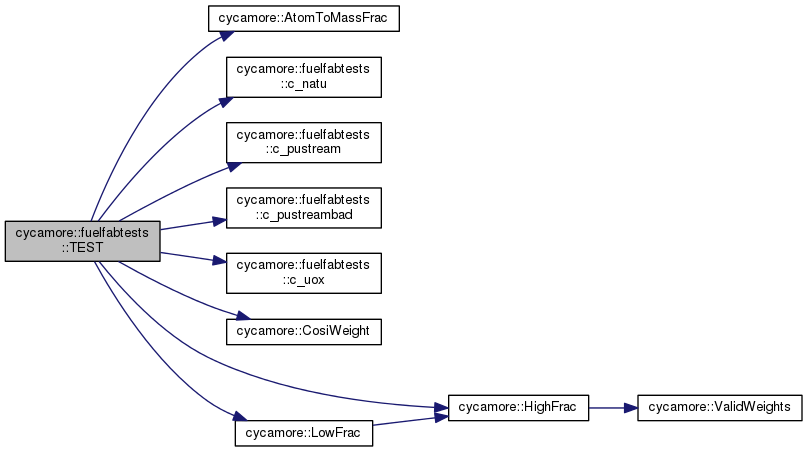 cycamore::AtomToMassFrac
cycamore::fuelfabtests
::c_natu
cycamore::fuelfabtests
::c_pustream
cycamore::fuelfabtests
::c_pustreambad
cycamore::fuelfabtests
::TEST
cycamore::fuelfabtests
::c_uox
cycamore::CosiWeight
cycamore::HighFrac
cycamore::ValidWeights
cycamore::LowFrac